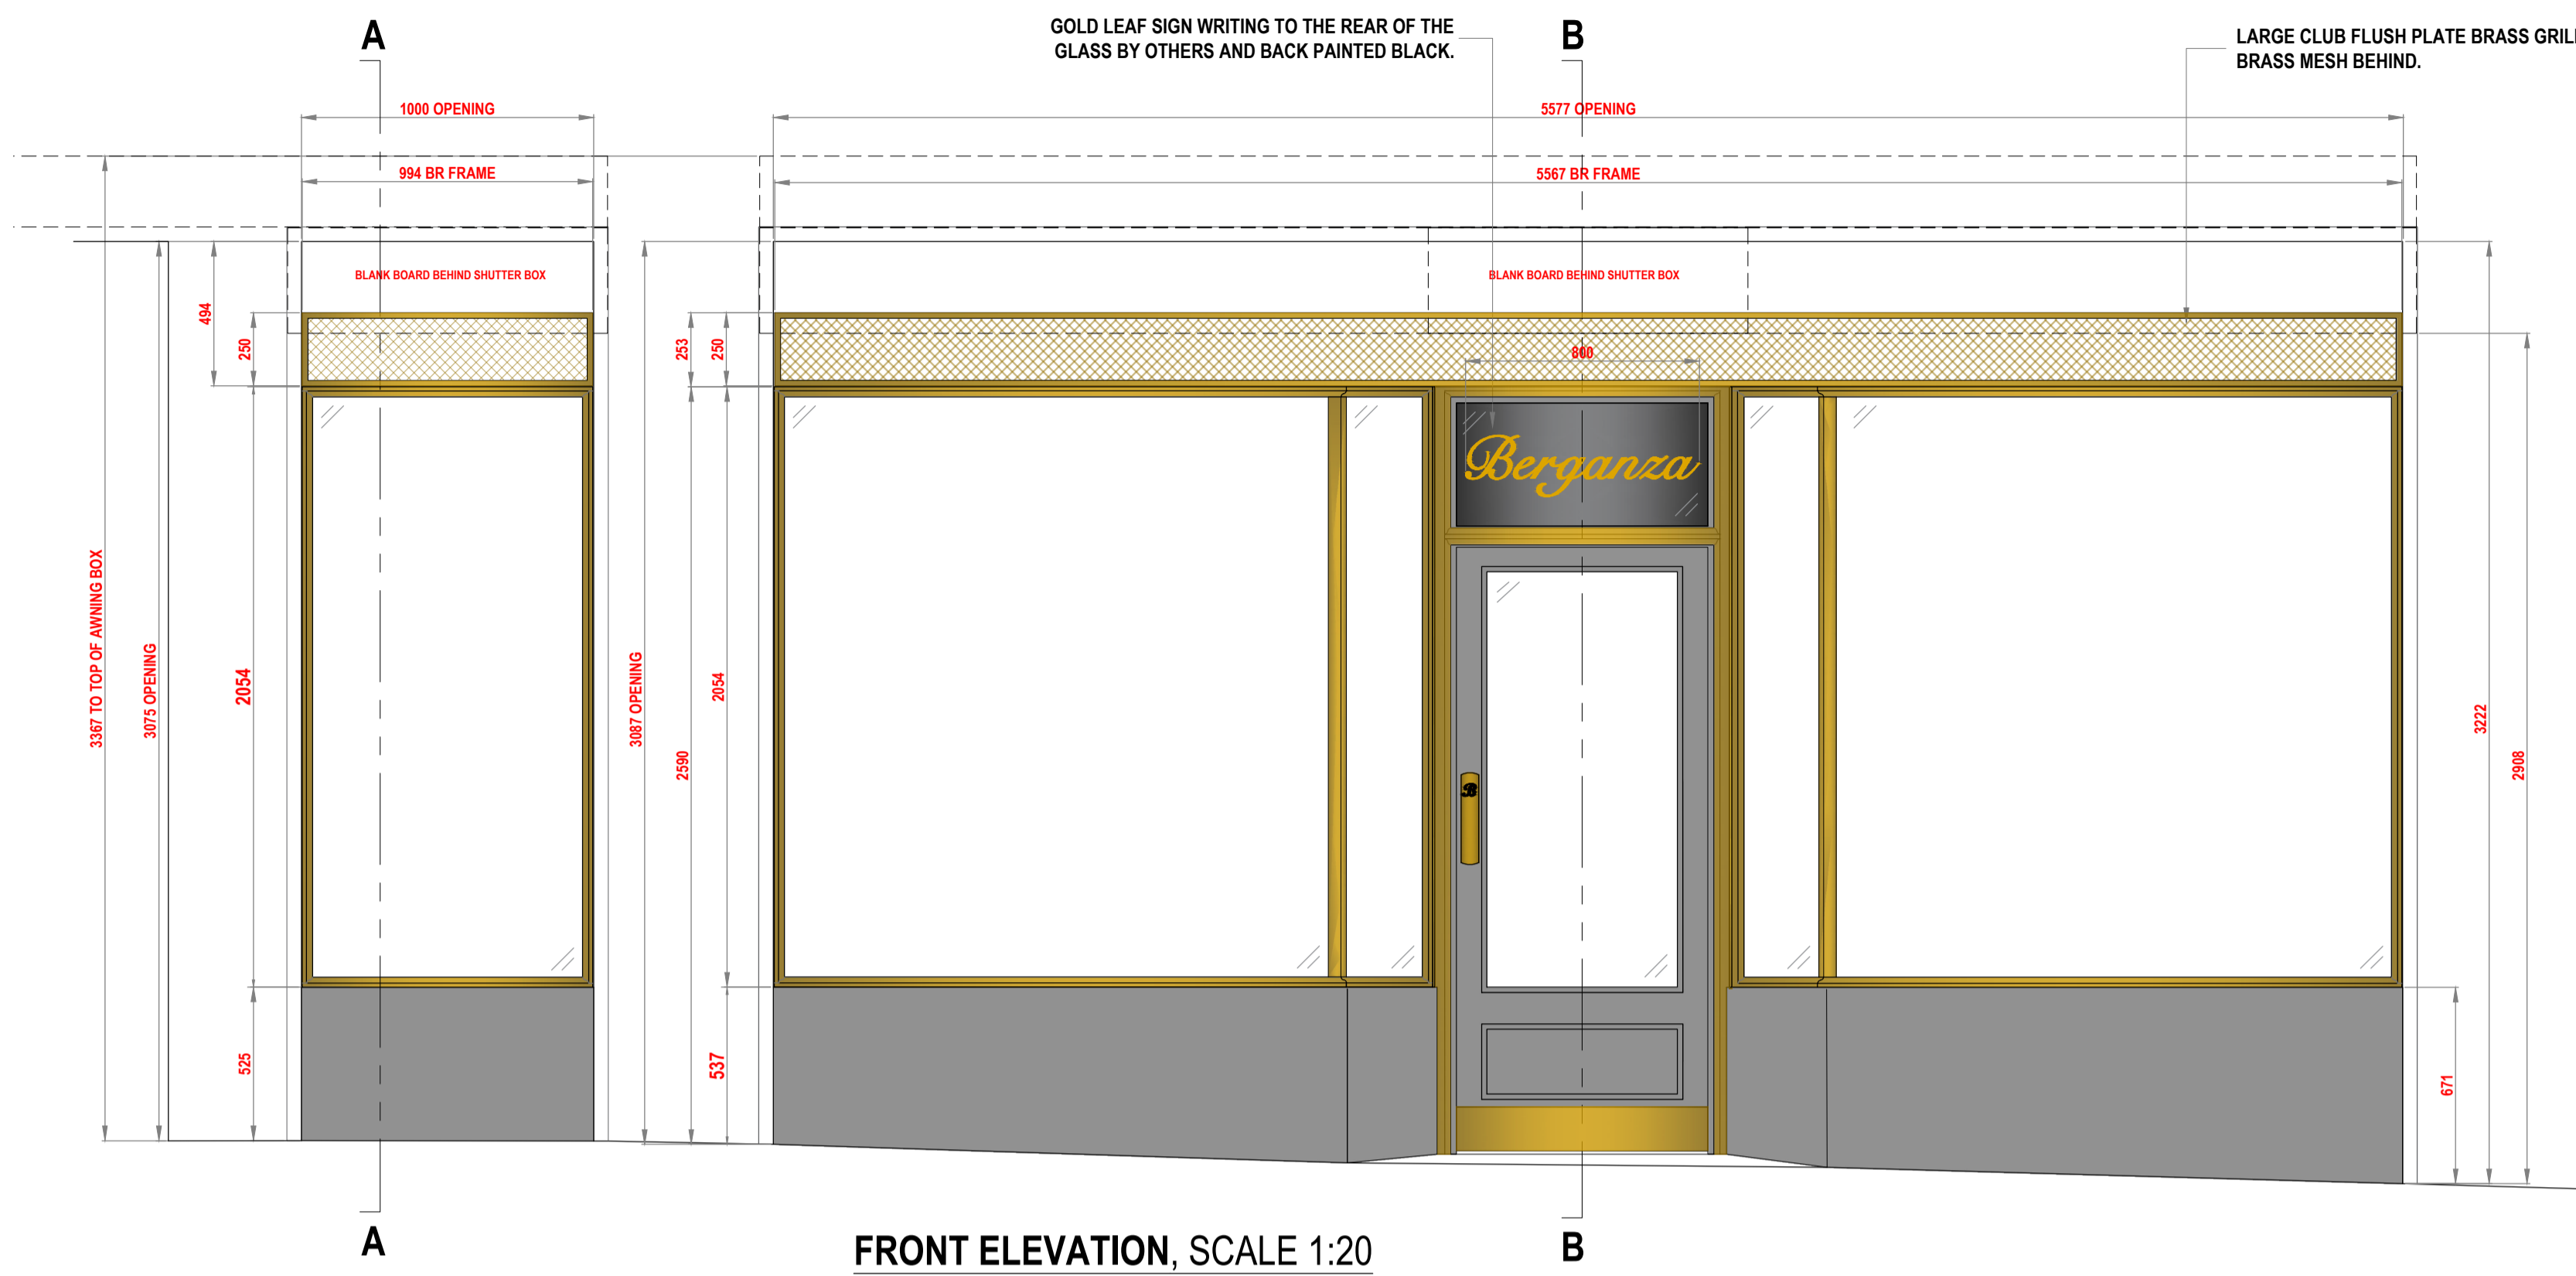 A
GOLD LEAF SIGN WRITING TO THE REAR OF THE
GLASS BY OTHERS AND BACK PAINTED BLACK.
B
LARGE CLUB FLUSH PLATE BRASS
BRASS MESH BEHIND.
1000 OPENING
5577 OPENING
994 BR FRAME
5567 BR FRAME
BLANK BOARD BEHIND SHUTTER BOX
BLANK BOARD BEHIND SHUTTER BOX
494
250
253
250
800
Berganza
3367 TO TOP OF AWNING BOX
3075 OPENING
2054
3087 OPENING
2590
2054
3222
2908
B
525
537
671
A
B
FRONT ELEVATION, SCALE 1:20